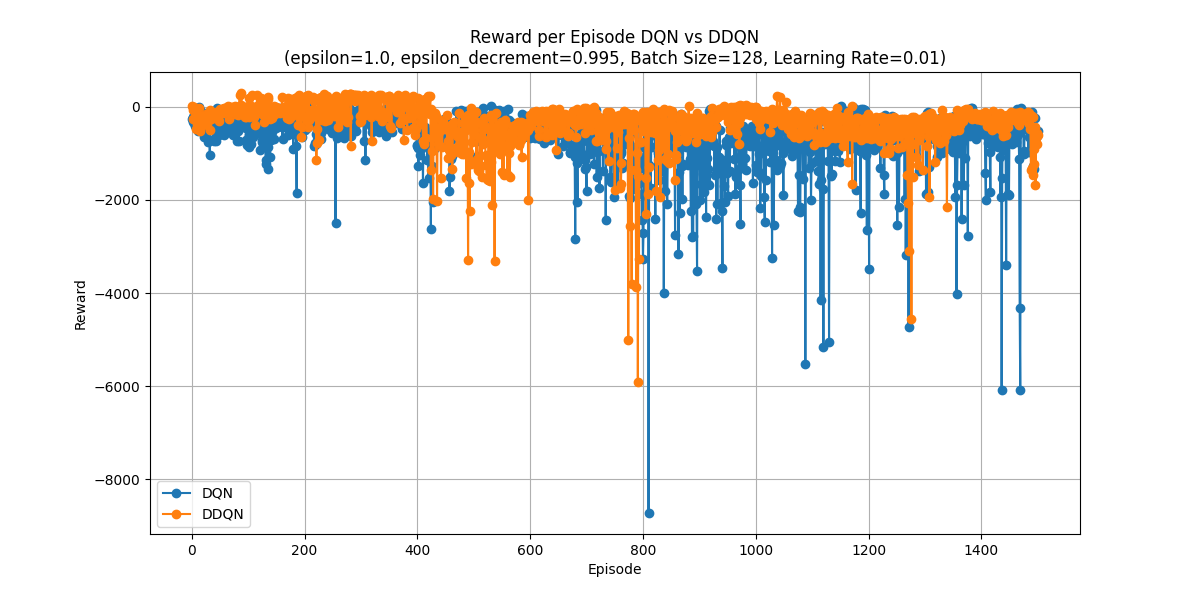 Reward per Episode DQN vs DDQN
(epsilon=1.0, epsilon_decrement=0.995, Batch Size=128, Learning Rate=0.01)
Reward
0
−2000
−4000
−6000
−8000
DQN
DDQN
0 200 400 600 800 1000 1200 1400
Episode